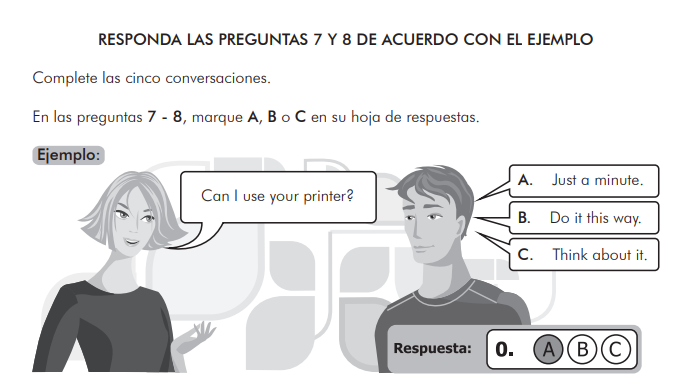 RESPONDA LAS PREGUNTAS 7 Y 8 DE ACUERDO CON EL EJEMPLO
Complete las cinco conversaciones.
En las preguntas 7 - 8, marque A, B o C en su hoja de respuestas.
Ejemplo:
Can I use your printer?
A. Just a minute.
B. Do it this way.
C. Think about it.
Respuesta: 0. A B C